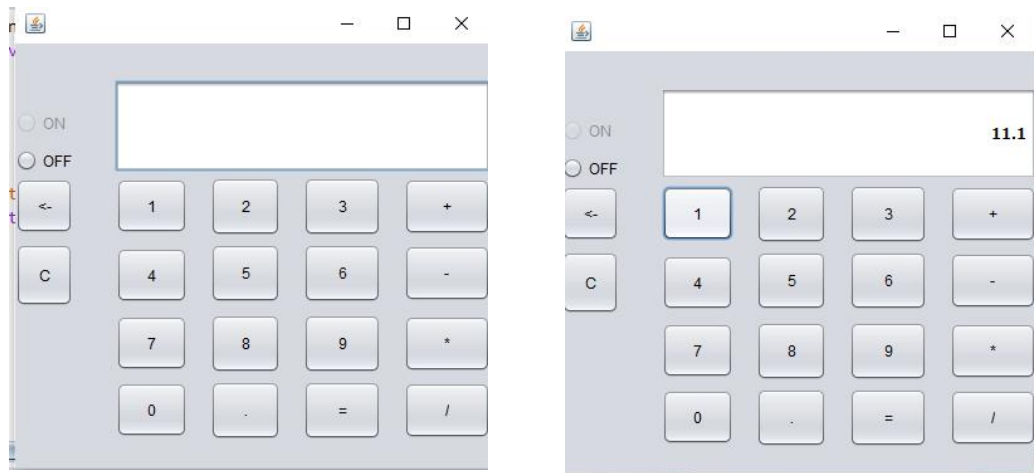 ON
OFF
<- 1 2 3 +
C 4 5 6 -
7 8 9 *
0 . = /
11.1
ON
OFF
<- 1 2 3 +
C 4 5 6 -
7 8 9 *
0 . = /